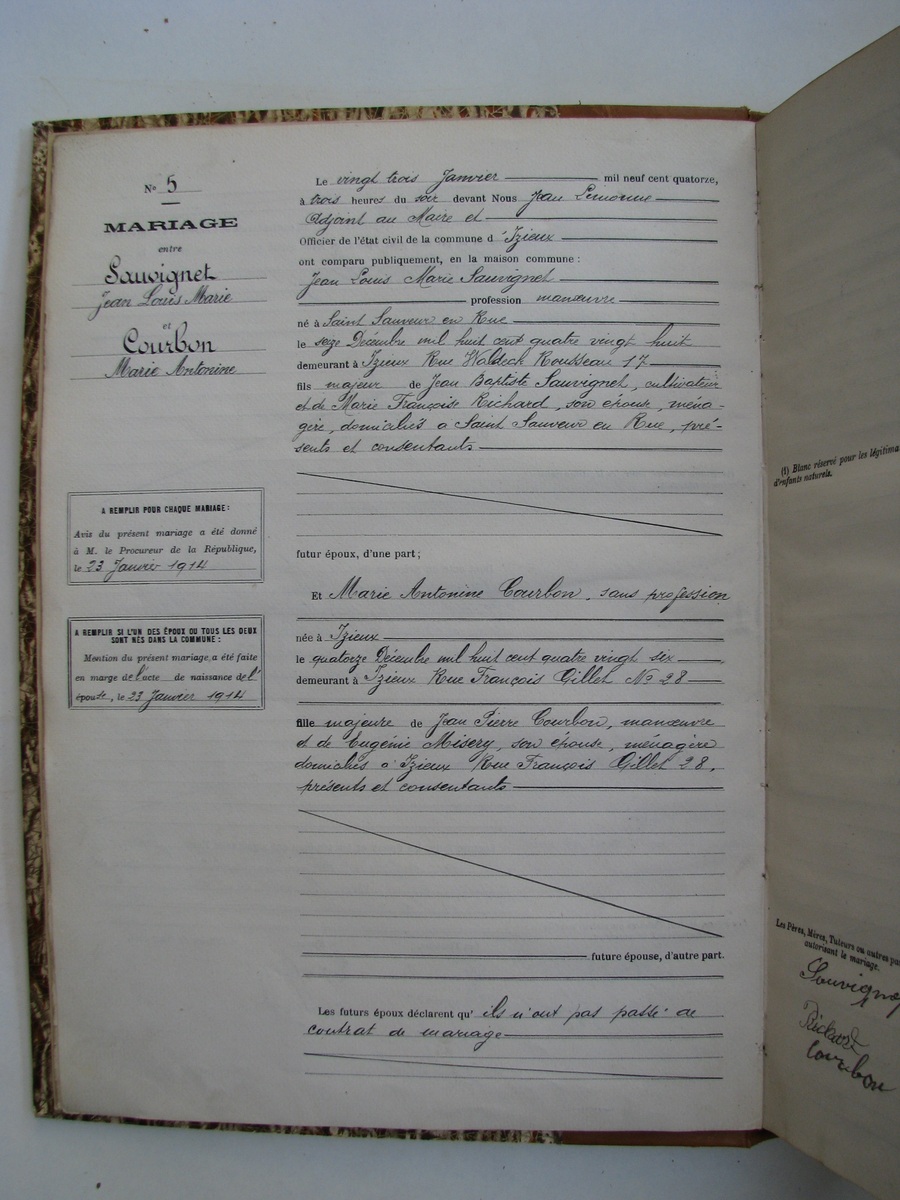 N° 5
MARIAGE
entre
Sauvignet
Jean Louis Marie
et
Courbon
Marie Antonine
A REMPLIR POUR CHAQUE MARIAGE :
Avis du présent mariage a été donné
à M. le Procureur de la République,
le 23 Janvier 1914
A REMPLIR SI L'UN DES ÉPOUX OU TOUS LES DEUX
SONT NÉS DANS LA COMMUNE :
Mention du présent mariage a été faite
en marge de l'acte de naissance de l'
épouse, le 23 Janvier 1914
Le vingt trois Janvier mil neuf cent quatorze,
à trois heures du soir devant Nous Jean Limonne
Adjoint au Maire et
Officier de l'état civil de la commune d'Izieux
ont comparu publiquement, en la maison commune :
Jean Louis Marie Sauvignet
profession manœuvre
né à Saint Sauveur en Rue
le seize Décembre mil huit cent quatre vingt huit
demeurant à Izieux Rue Waldeck Rousseau 17
fils majeur de Jean Baptiste Sauvignet, cultivateur
et de Marie Françoise Richard, son épouse, ména-
gère, domiciliés à Saint Sauveur en Rue, pré-
sents et consentants
futur époux, d'une part ;
Et Marie Antonine Courbon, sans profession
née à Izieux
le quatorze Décembre mil huit cent quatre vingt six
demeurant à Izieux Rue François Gillet N° 28
fille majeure de Jean Pierre Courbon, manœuvre
et de Eugénie Misery, son épouse, ménagère
domiciliés à Izieux Rue François Gillet 28,
présents et consentants
future épouse, d'autre part.
Les futurs époux déclarent qu' ils n'ont pas passé de
contrat de mariage
(1) Blanc réservé pour les légitima
d'enfants naturels.
Les Pères, Mères, Tuteurs ou autres
autorisant le mariage.
Richard
Courbon